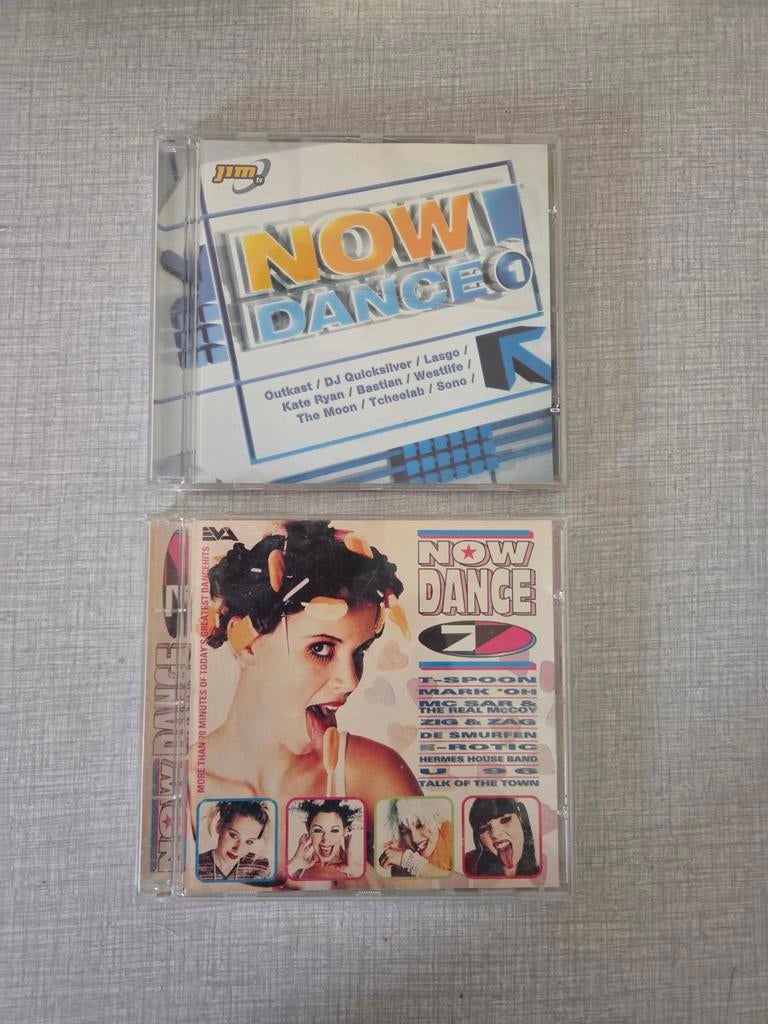 JIM tv
NOW
DANCE 1
Outkast / DJ Quicksilver / Lasgo /
Kate Ryan / Bastian / Westlife /
The Moon / Tcheelab / Sono /
EVA
MORE THAN 70 MINUTES OF TODAY'S GREATEST DANCEHITS
NOW
DANCE
7
T-SPOON
MARK 'OH
MC SAR &
THE REAL McCOY
ZIG & ZAG
DE SMURFEN
E-ROTIC
HERMES HOUSE BAND
U 96
TALK OF THE TOWN
NOW DANCE